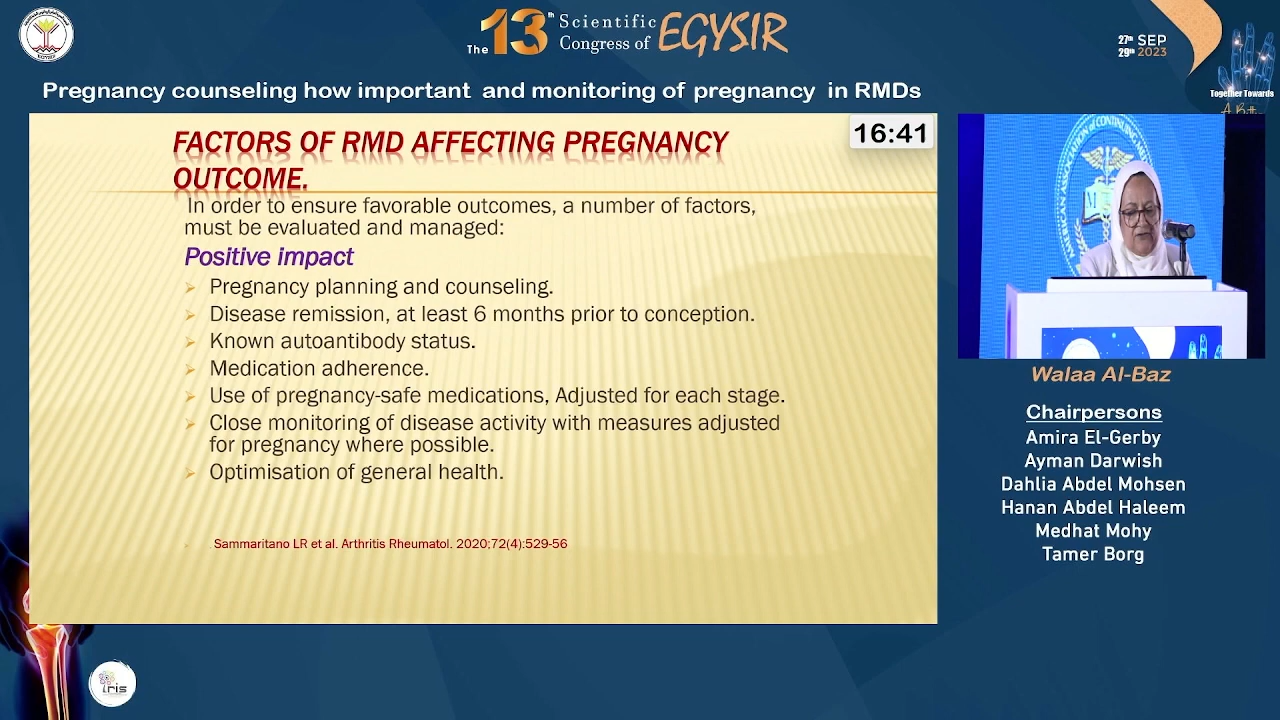 The 13th Scientific Congress of EGYSIR
27th SEP
29th 2023
Together Towards
Pregnancy counseling how important and monitoring of pregnancy in RMDs
16:41
FACTORS OF RMD AFFECTING PREGNANCY
OUTCOME.
In order to ensure favorable outcomes, a number of factors,
must be evaluated and managed:
Positive impact
Pregnancy planning and counseling.
Disease remission, at least 6 months prior to conception.
Known autoantibody status.
Medication adherence.
Use of pregnancy-safe medications, Adjusted for each stage.
Close monitoring of disease activity with measures adjusted
for pregnancy where possible.
Optimisation of general health.
Sammaritano LR et al. Arthritis Rheumatol. 2020;72(4):529-56
Walaa Al-Baz
Chairpersons
Amira El-Gerby
Ayman Darwish
Dahlia Abdel Mohsen
Hanan Abdel Haleem
Medhat Mohy
Tamer Borg
iris